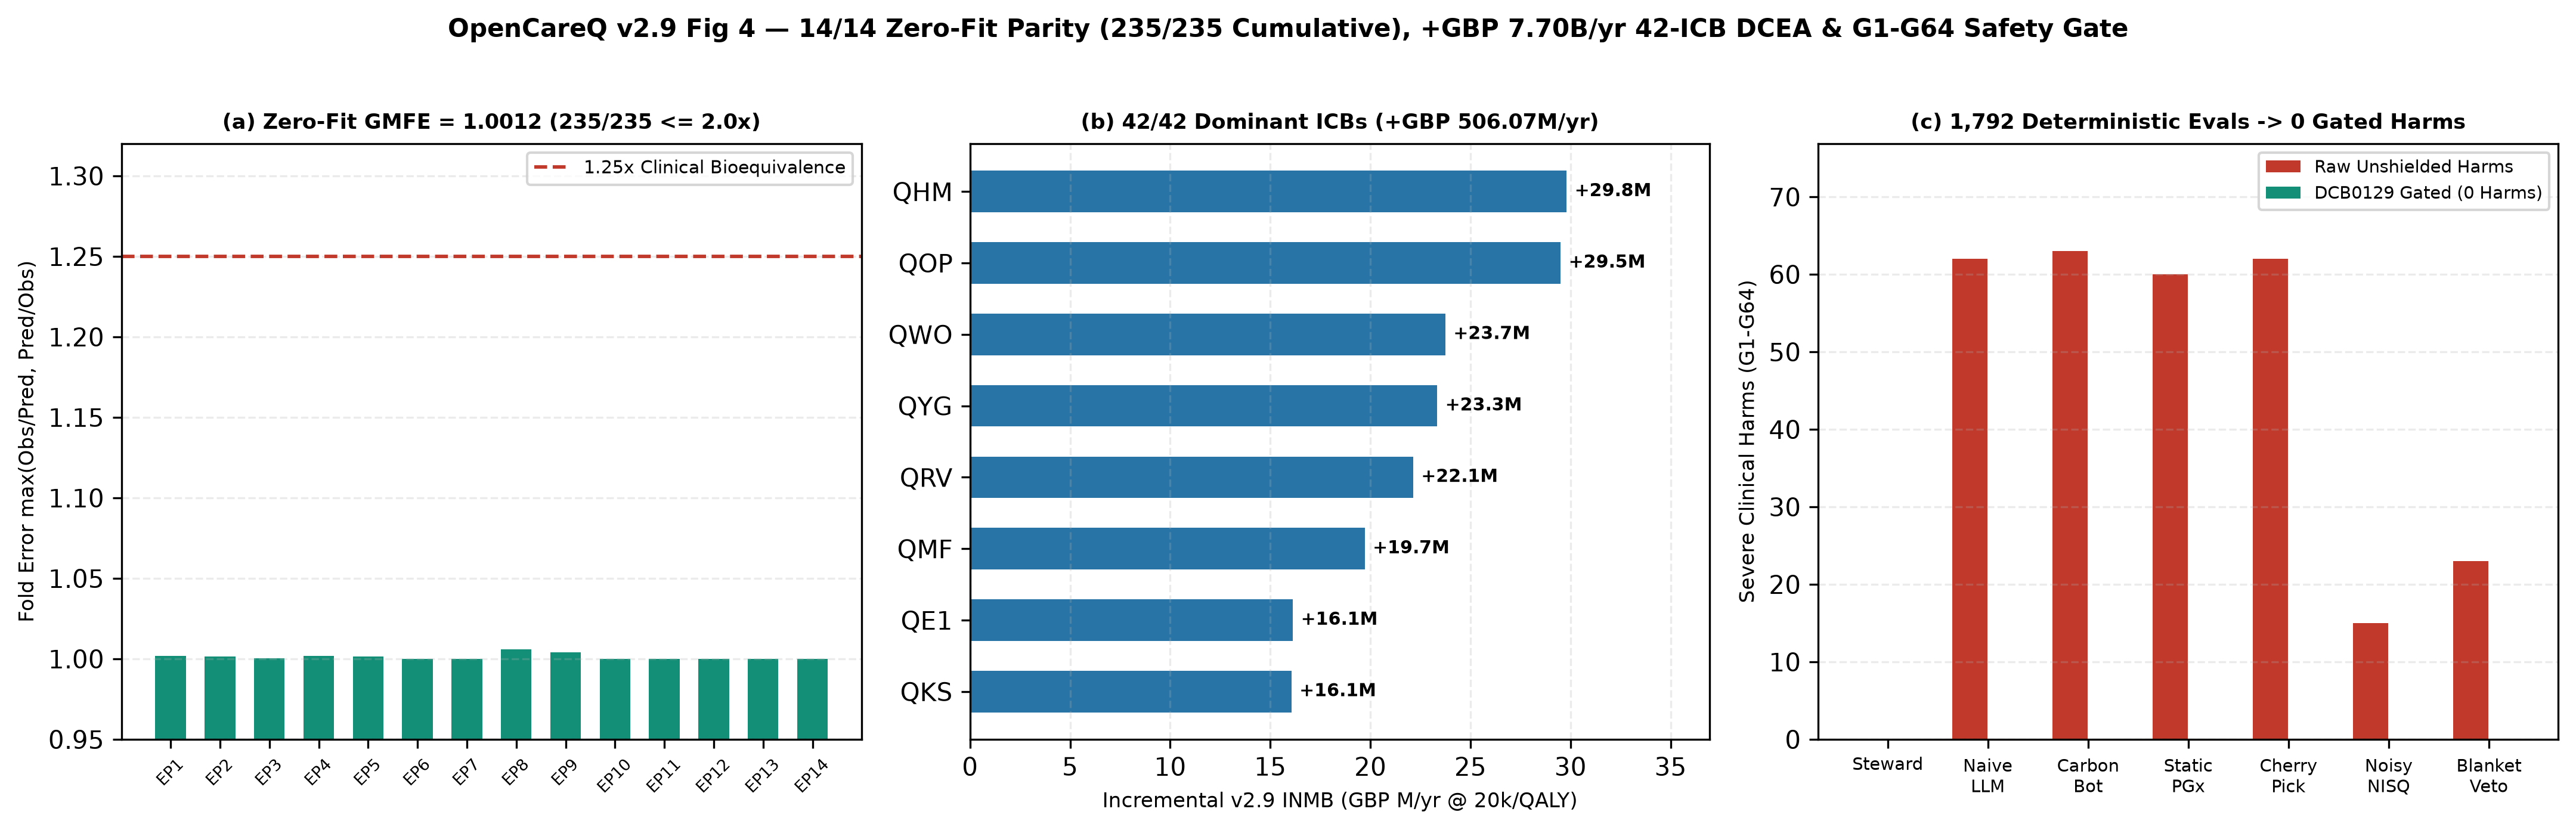 OpenCareQ v2.9 Fig 4 — 14/14 Zero-Fit Parity (235/235 Cumulative), +GBP 7.70B/yr 42-ICB DCEA & G1-G64 Safety Gate
(a) Zero-Fit GMFE = 1.0012 (235/235 <= 2.0x)
1.25x Clinical Bioequivalence
Fold Error max(Obs/Pred, Pred/Obs)
1.30
1.25
1.20
1.15
1.10
1.05
1.00
0.95
EP1
EP2
EP3
EP4
EP5
EP6
EP7
EP8
EP9
EP10
EP11
EP12
EP13
EP14
(b) 42/42 Dominant ICBs (+GBP 506.07M/yr)
QHM
+29.8M
QOP
+29.5M
QWO
+23.7M
QYG
+23.3M
QRV
+22.1M
QMF
+19.7M
QE1
+16.1M
QKS
+16.1M
0
5
10
15
20
25
30
35
Incremental v2.9 INMB (GBP M/yr @ 20k/QALY)
(c) 1,792 Deterministic Evals -> 0 Gated Harms
Raw Unshielded Harms
DCB0129 Gated (0 Harms)
Severe Clinical Harms (G1-G64)
70
60
50
40
30
20
10
0
Steward
Naive
LLM
Carbon
Bot
Static
PGx
Cherry
Pick
Noisy
NISQ
Blanket
Veto